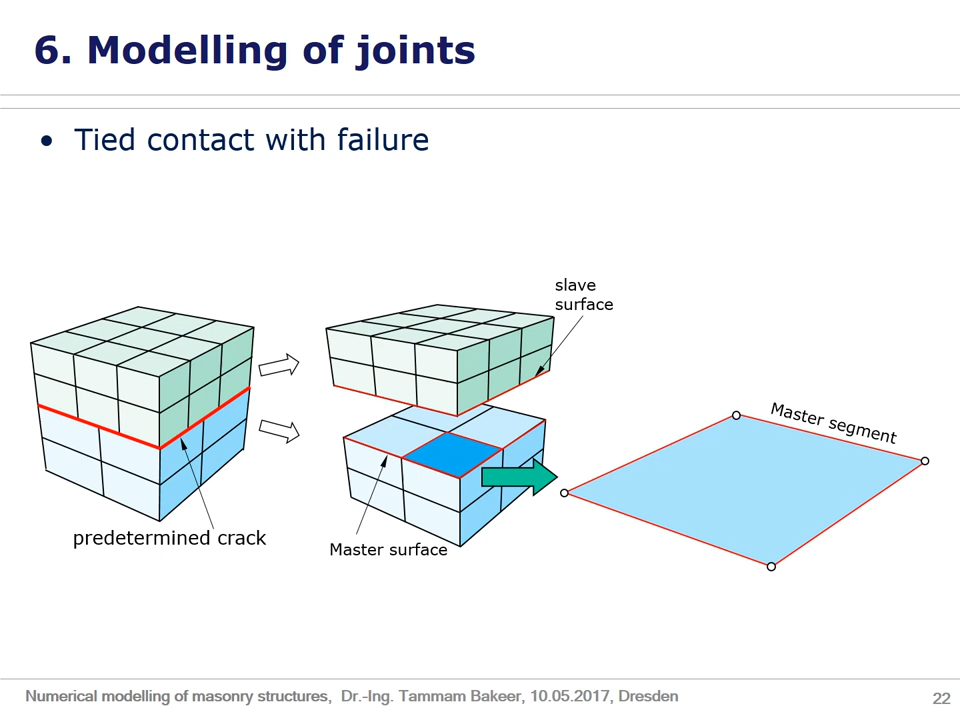 6. Modelling of joints
• Tied contact with failure
slave
surface
Master segment
predetermined crack
Master surface
Numerical modelling of masonry structures, Dr.-Ing. Tammam Bakeer, 10.05.2017, Dresden
22